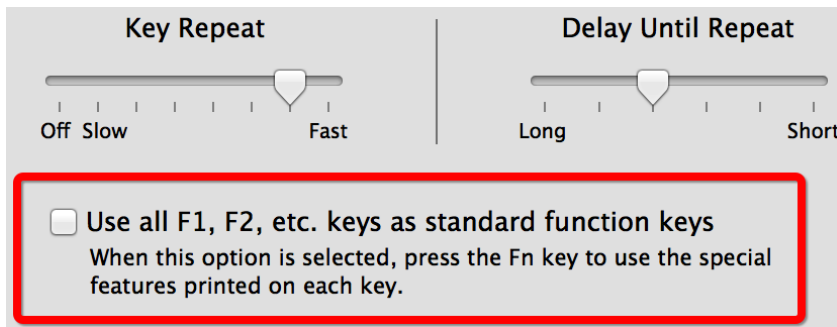 Key Repeat
Delay Until Repeat
Off Slow Fast
Long Short
Use all F1, F2, etc. keys as standard function keys
When this option is selected, press the Fn key to use the special
features printed on each key.